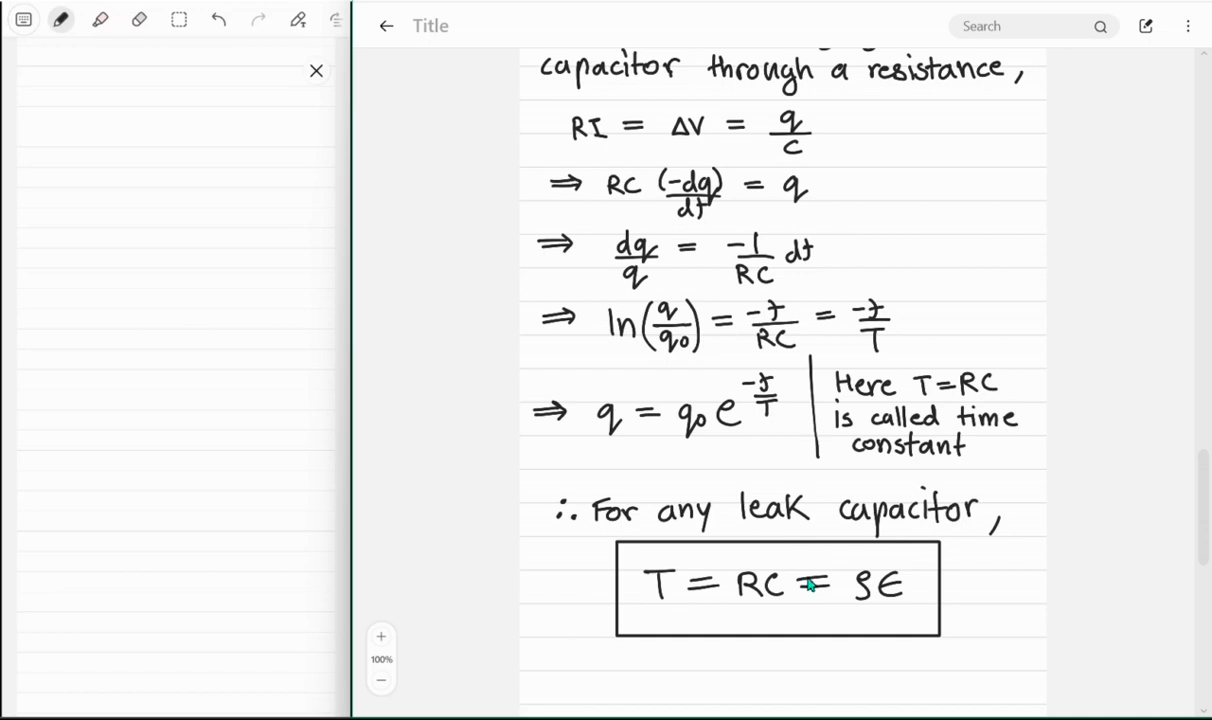 Title
Search
capacitor through a resistance,
RI = ΔV = q/C
⇒ RC (-dq)/dt = q
⇒ dq/q = -1/RC dt
⇒ ln(q/q₀) = -t/RC = -t/T
⇒ q = q₀ e^(-t/T)
Here T=RC
is called time
constant
∴ For any leak capacitor,
T = RC = ρϵ
100%